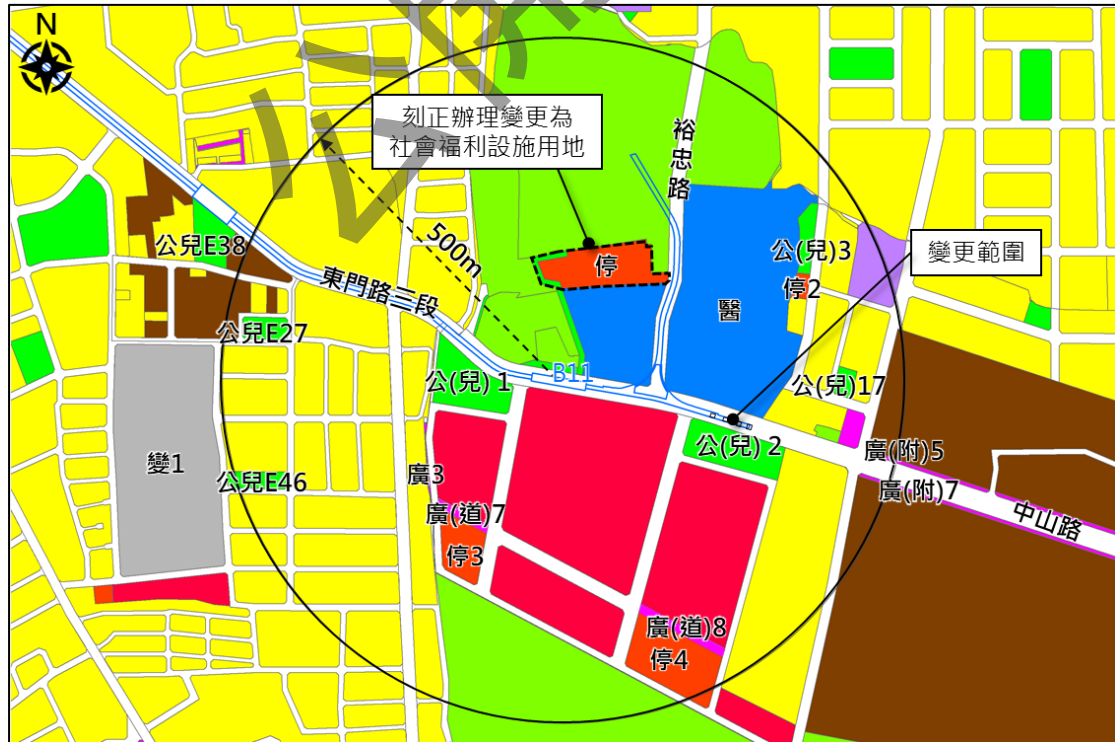 N
刻正辦理變更為
社會福利設施用地
裕忠路
500m
公兒E38
東門路三段
停
公(兒)3
停2
變更範圍
醫
公兒E27
公(兒) 1
B11
公(兒)17
公(兒) 2
變1
公兒E46
廣3
廣(道)7
停3
廣(附)5
廣(附)7
中山路
廣(道)8
停4